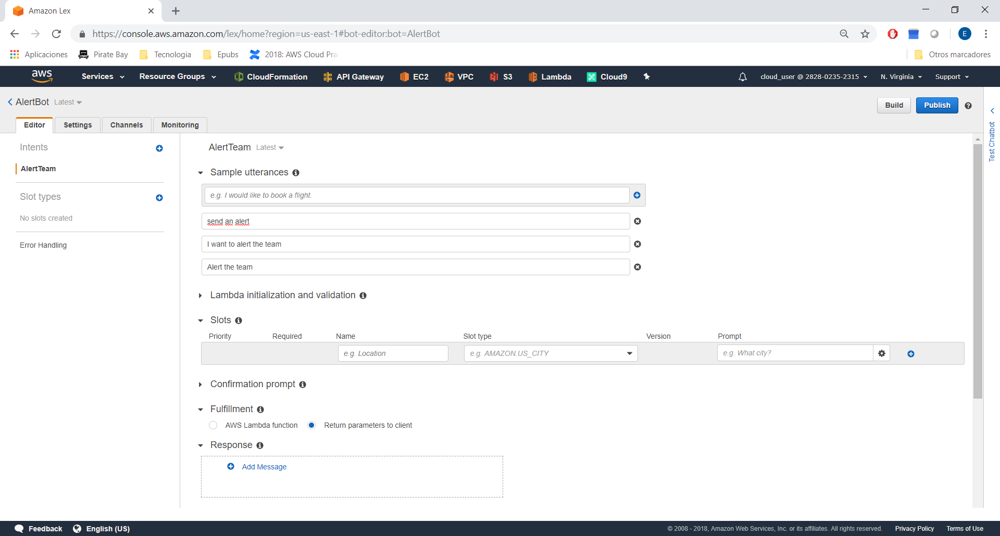 Amazon Lex
https://console.aws.amazon.com/lex/home?region=us-east-1#bot-editor:bot=AlertBot
E
Aplicaciones Pirate Bay Tecnologia Epubs 2018: AWS Cloud Pra Otros marcadores
aws Services Resource Groups CloudFormation API Gateway EC2 VPC S3 Lambda Cloud9 cloud_user @ 2828-0235-2315 N. Virginia Support
AlertBot Latest
Build Publish
Editor Settings Channels Monitoring
Test Chatbot
Intents
AlertTeam
Slot types
No slots created
Error Handling
AlertTeam Latest
Sample utterances
e.g. I would like to book a flight.
send an alert
I want to alert the team
Alert the team
Lambda initialization and validation
Slots
Priority Required Name Slot type Version Prompt
e.g. Location e.g. AMAZON.US_CITY e.g. What city?
Confirmation prompt
Fulfillment
AWS Lambda function Return parameters to client
Response
Add Message
Feedback English (US) © 2008 - 2018, Amazon Web Services, Inc. or its affiliates. All rights reserved. Privacy Policy Terms of Use